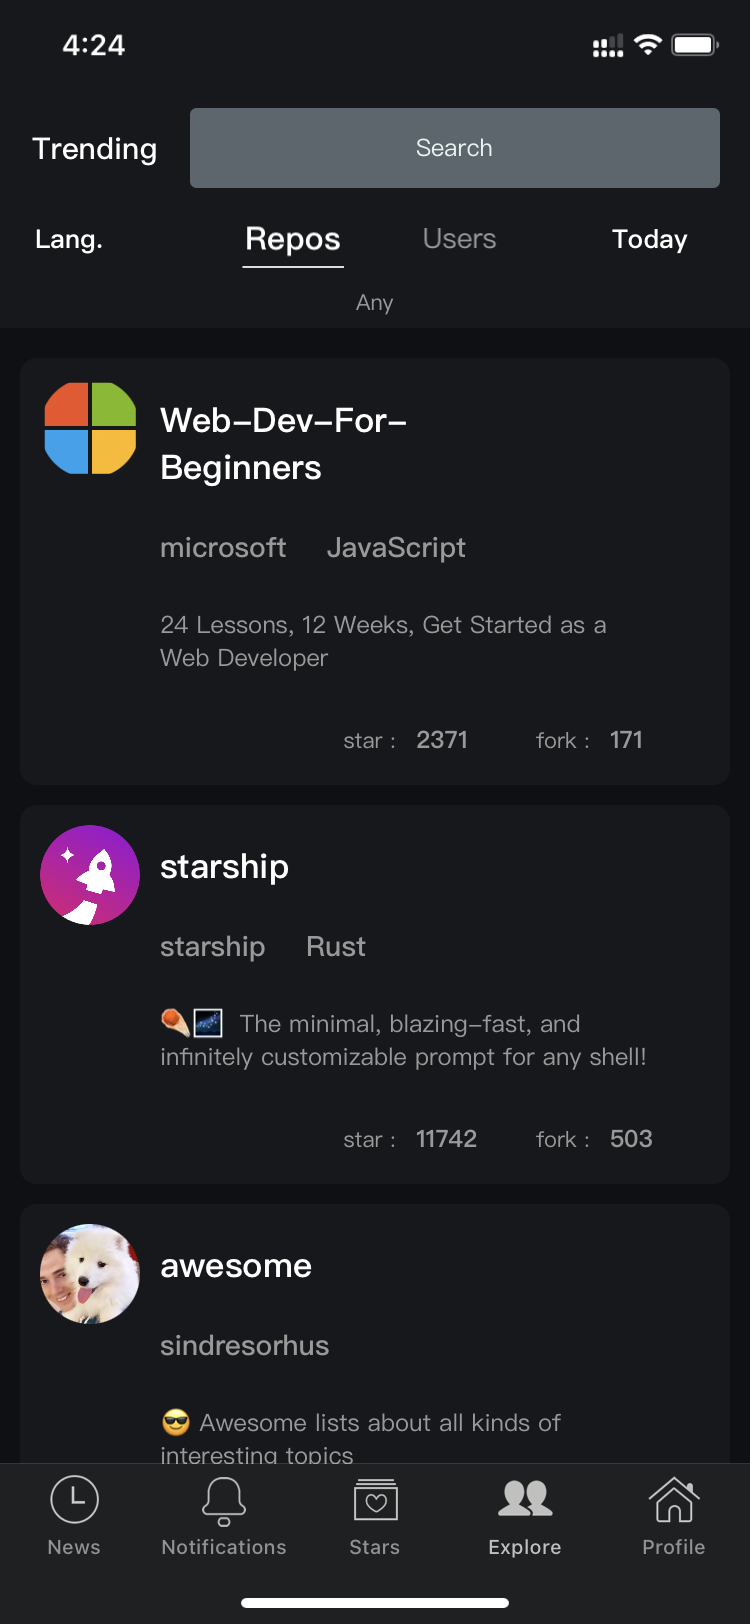 4:24
Trending
Search
Lang.
Repos
Users
Today
Any
Web-Dev-For-
Beginners
microsoft JavaScript
24 Lessons, 12 Weeks, Get Started as a
Web Developer
star : 2371 fork : 171
starship
starship Rust
☄️🌌 The minimal, blazing-fast, and
infinitely customizable prompt for any shell!
star : 11742 fork : 503
awesome
sindresorhus
😎 Awesome lists about all kinds of
interesting topics
News
Notifications
Stars
Explore
Profile